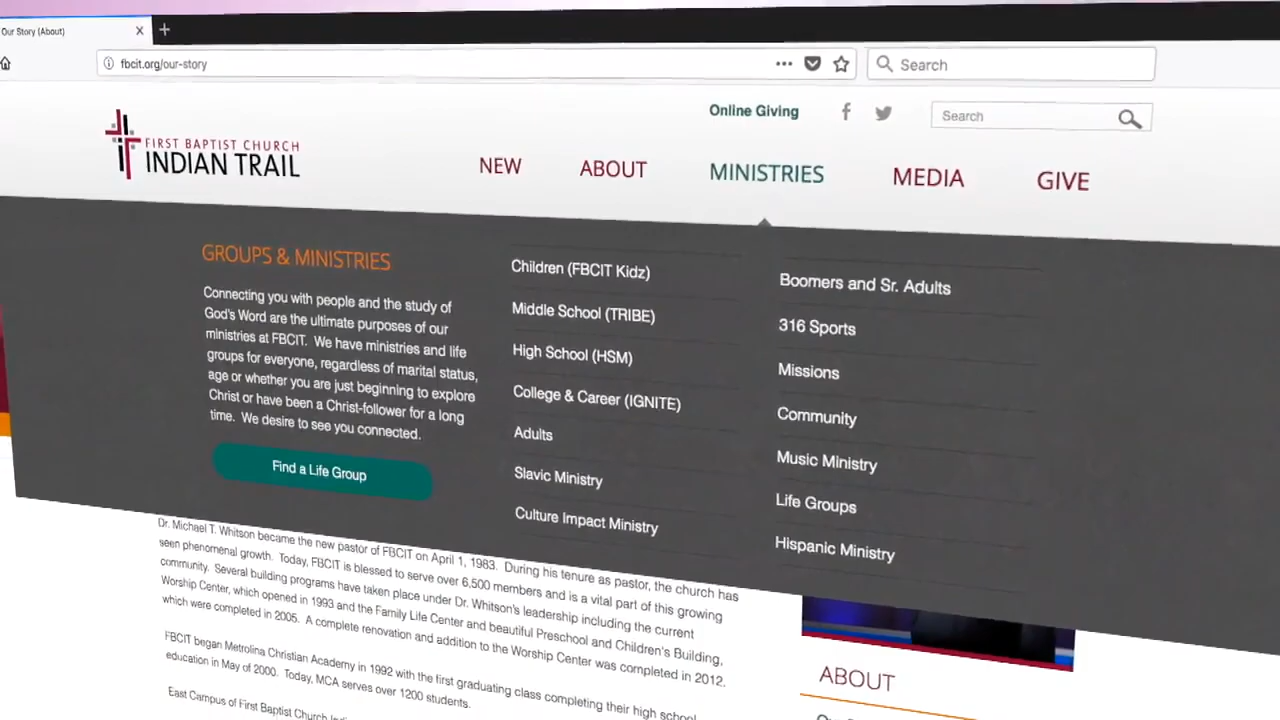 Our Story (About)
fbcit.org/our-story
Search
Online Giving
Search
FIRST BAPTIST CHURCH
INDIAN TRAIL
NEW ABOUT MINISTRIES MEDIA GIVE
GROUPS & MINISTRIES
Connecting you with people and the study of
God's Word are the ultimate purposes of our
ministries at FBCIT. We have ministries and life
groups for everyone, regardless of marital status,
age or whether you are just beginning to explore
Christ or have been a Christ-follower for a long
time. We desire to see you connected.
Find a Life Group
Children (FBCIT Kidz)
Middle School (TRIBE)
High School (HSM)
College & Career (IGNITE)
Adults
Slavic Ministry
Culture Impact Ministry
Boomers and Sr. Adults
316 Sports
Missions
Community
Music Ministry
Life Groups
Hispanic Ministry
Dr. Michael T. Whitson became the new pastor of FBCIT on April 1, 1983. During his tenure as pastor, the church has
seen phenomenal growth. Today, FBCIT is blessed to serve over 6,500 members and is a vital part of this growing
community. Several building programs have taken place under Dr. Whitson's leadership including the current
Worship Center, which opened in 1993 and the Family Life Center and beautiful Preschool and Children's Building,
which were completed in 2005. A complete renovation and addition to the Worship Center was completed in 2012.
FBCIT began Metrolina Christian Academy in 1992 with the first graduating class completing their high school
education in May of 2000. Today, MCA serves over 1200 students.
East Campus of First Baptist Church
ABOUT